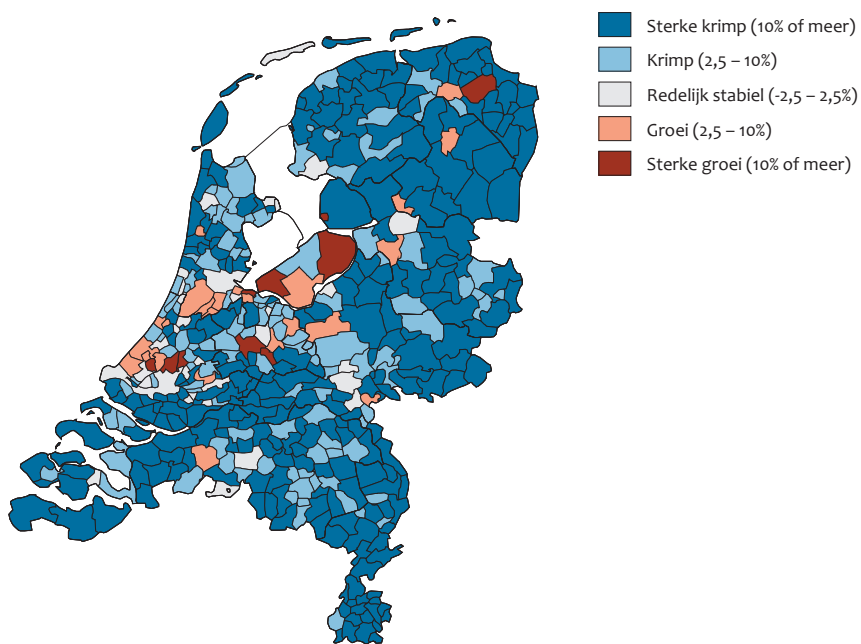 Sterke krimp (10% of meer)
Krimp (2,5 – 10%)
Redelijk stabiel (-2,5 – 2,5%)
Groei (2,5 – 10%)
Sterke groei (10% of meer)